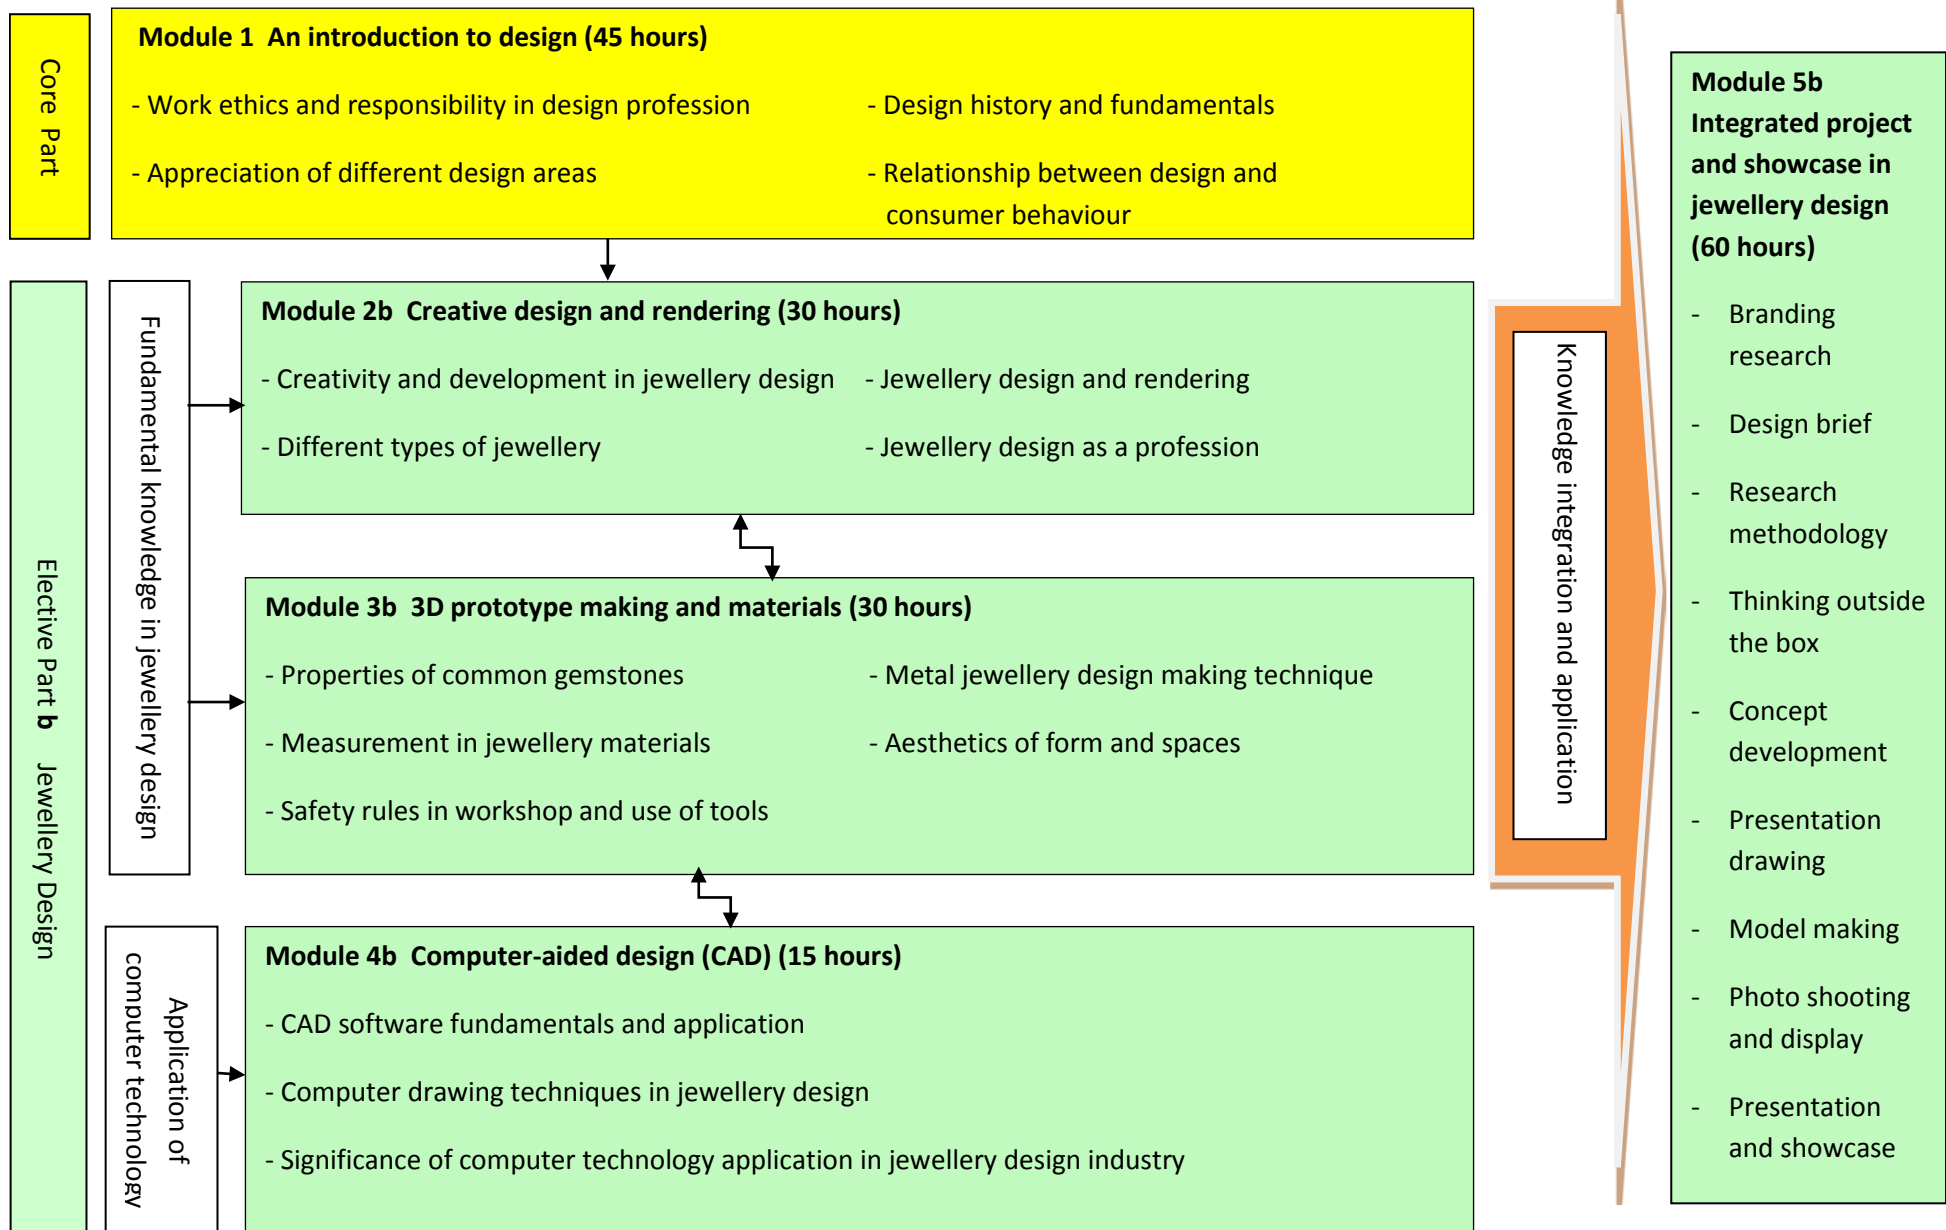 Core Part
Module 1 An introduction to design (45 hours)
- Work ethics and responsibility in design profession
- Design history and fundamentals
- Appreciation of different design areas
- Relationship between design and
consumer behaviour
Elective Part b Jewellery Design
Fundamental knowledge in jewellery design
Module 2b Creative design and rendering (30 hours)
- Creativity and development in jewellery design
- Jewellery design and rendering
- Different types of jewellery
- Jewellery design as a profession
Module 3b 3D prototype making and materials (30 hours)
- Properties of common gemstones
- Metal jewellery design making technique
- Measurement in jewellery materials
- Aesthetics of form and spaces
- Safety rules in workshop and use of tools
Application of
computer technology
Module 4b Computer-aided design (CAD) (15 hours)
- CAD software fundamentals and application
- Computer drawing techniques in jewellery design
- Significance of computer technology application in jewellery design industry
Knowledge integration and application
Module 5b
Integrated project
and showcase in
jewellery design
(60 hours)
- Branding
research
- Design brief
- Research
methodology
- Thinking outside
the box
- Concept
development
- Presentation
drawing
- Model making
- Photo shooting
and display
- Presentation
and showcase